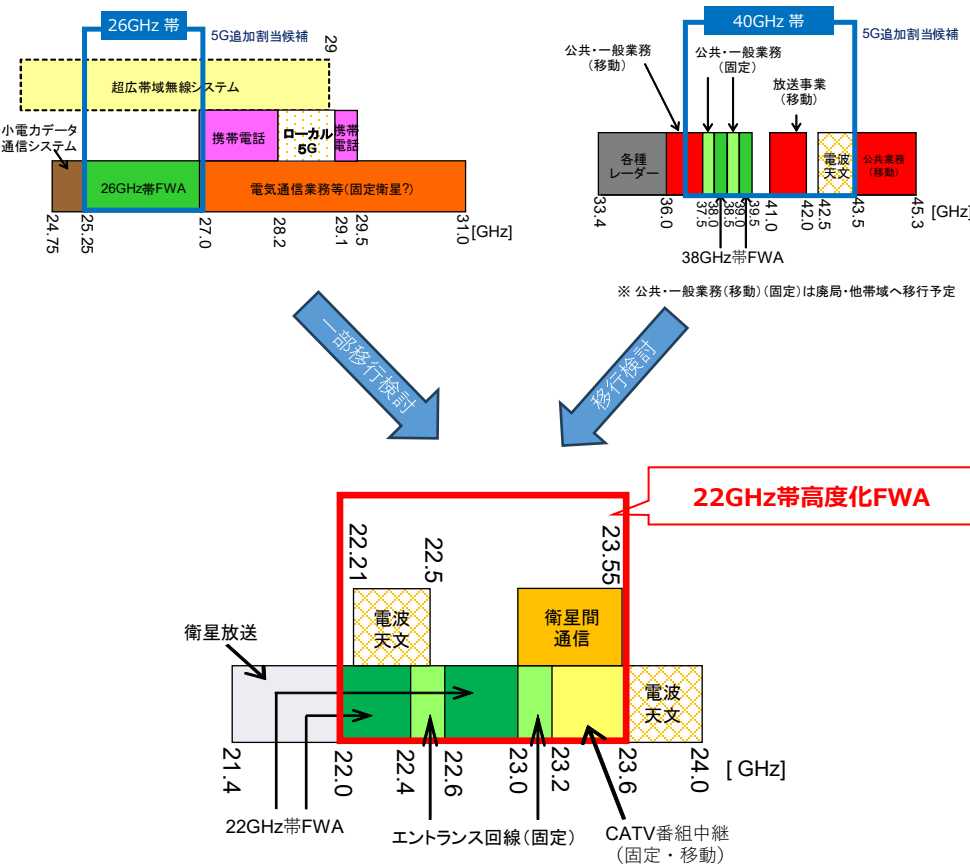 26GHz 帯
5G追加割当候補
29
超広帯域無線システム
小電力データ
通信システム
携帯電話
ローカル
5G
携帯
電話
26GHz帯FWA
電気通信業務等(固定衛星?)
24.75
25.25
27.0
28.2
29.1
29.5
31.0
[GHz]
40GHz 帯
5G追加割当候補
公共・一般業務
(移動)
公共・一般業務
(固定)
放送事業
(移動)
各種
レーダー
電波
天文
公共業務
(移動)
33.4
36.0
37.5
38.0
38.5
39.0
39.5
41.0
42.0
42.5
43.5
45.3
[GHz]
38GHz帯FWA
※ 公共・一般業務(移動)(固定)は廃局・他帯域へ移行予定
一部移行検討
移行検討
22GHz帯高度化FWA
22.21
22.5
23.55
衛星放送
電波
天文
衛星間
通信
電波
天文
21.4
22.0
22.4
22.6
23.0
23.2
23.6
24.0
[ GHz]
22GHz帯FWA
エントランス回線(固定)
CATV番組中継
(固定・移動)